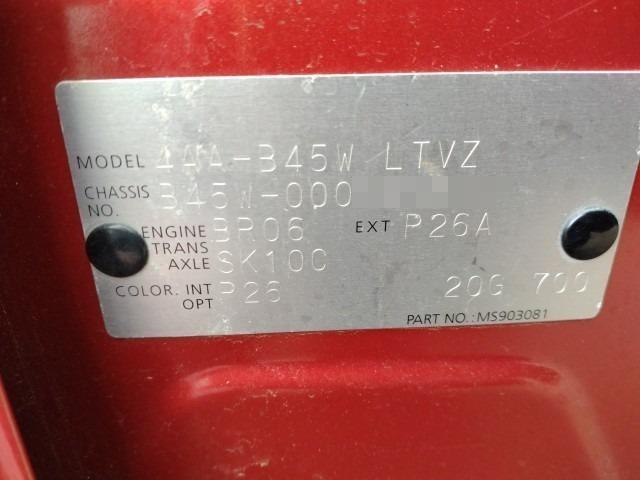 MODEL 4AA-B45W LTVZ
CHASSIS NO. B45W-000
ENGINE BR06 EXT P26A
TRANS AXLE SK10C
COLOR. INT OPT P26 20G 700
PART NO.: MS903081